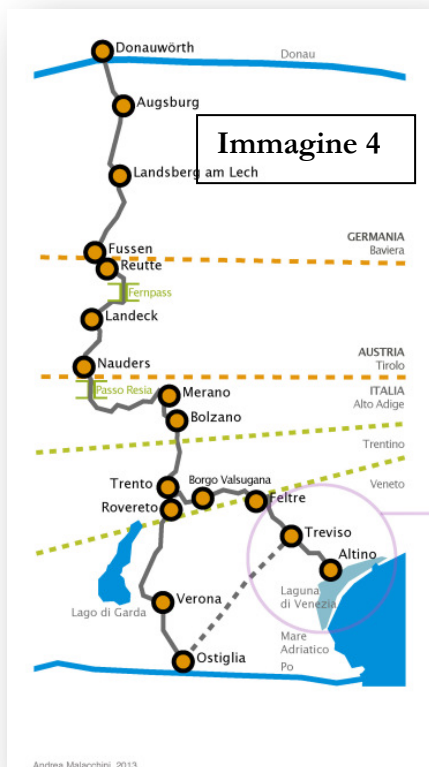 Donauwörth
Donau
Augsburg
Immagine 4
Landsberg am Lech
GERMANIA
Baviera
Fussen
Reutte
Fernpass
Landeck
AUSTRIA
Tirolo
Nauders
ITALIA
Alto Adige
Passo Resia
Merano
Bolzano
Trentino
Veneto
Trento
Borgo Valsugana
Feltre
Rovereto
Treviso
Altino
Laguna
di Venezia
Lago di Garda
Verona
Mare
Adriatico
Po
Ostiglia
Andrea Malacchini, 2013